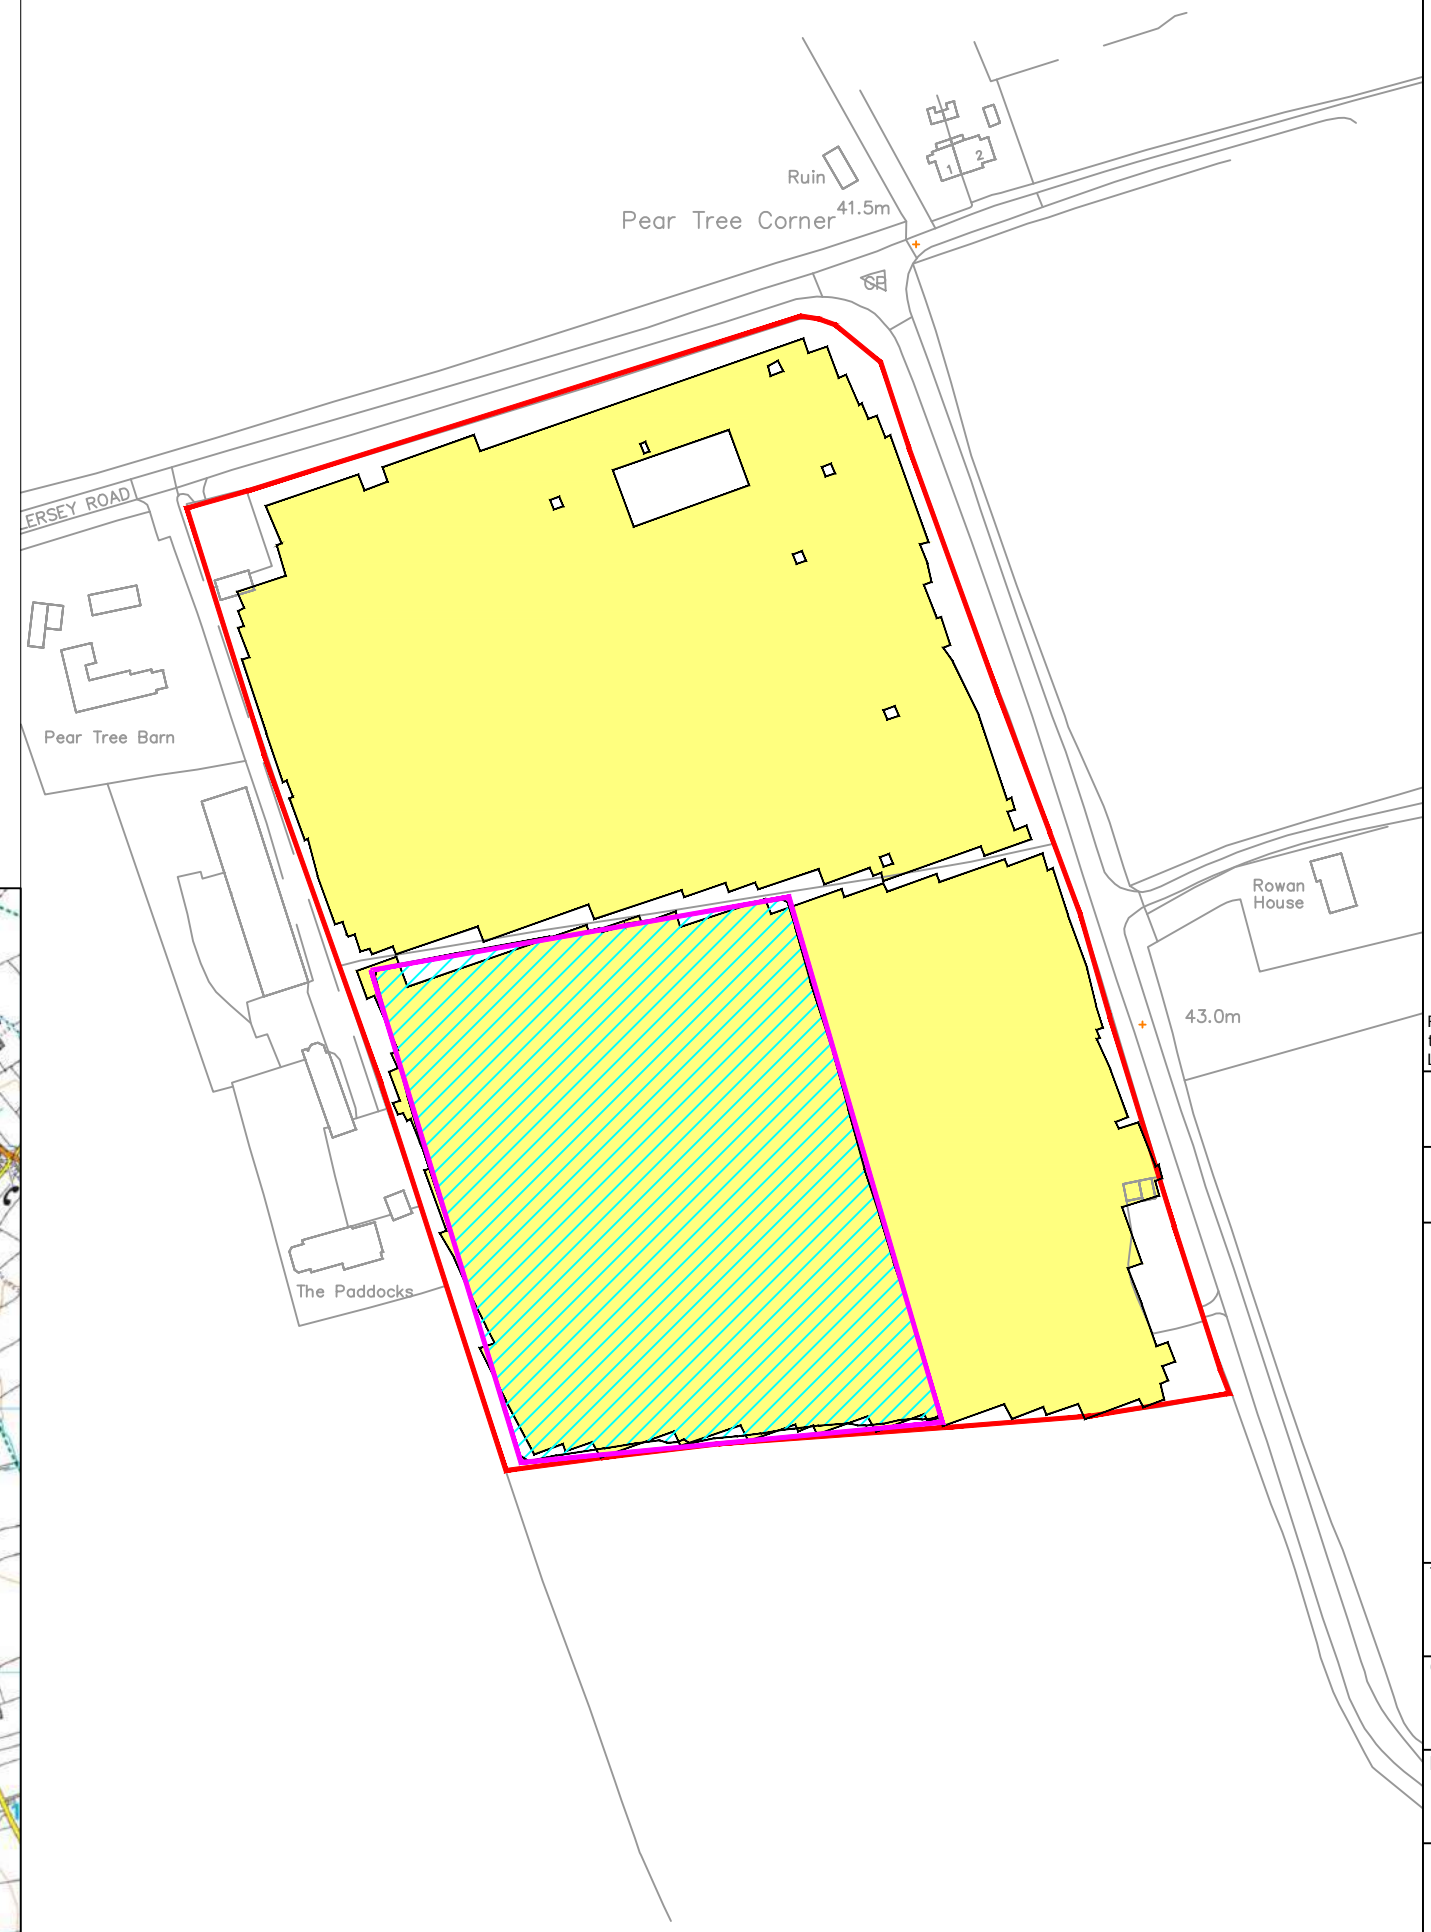 Ruin
41.5m
Pear Tree Corner
1
2
ERSEY ROAD
Pear Tree Barn
Rowan
House
43.0m
The Paddocks